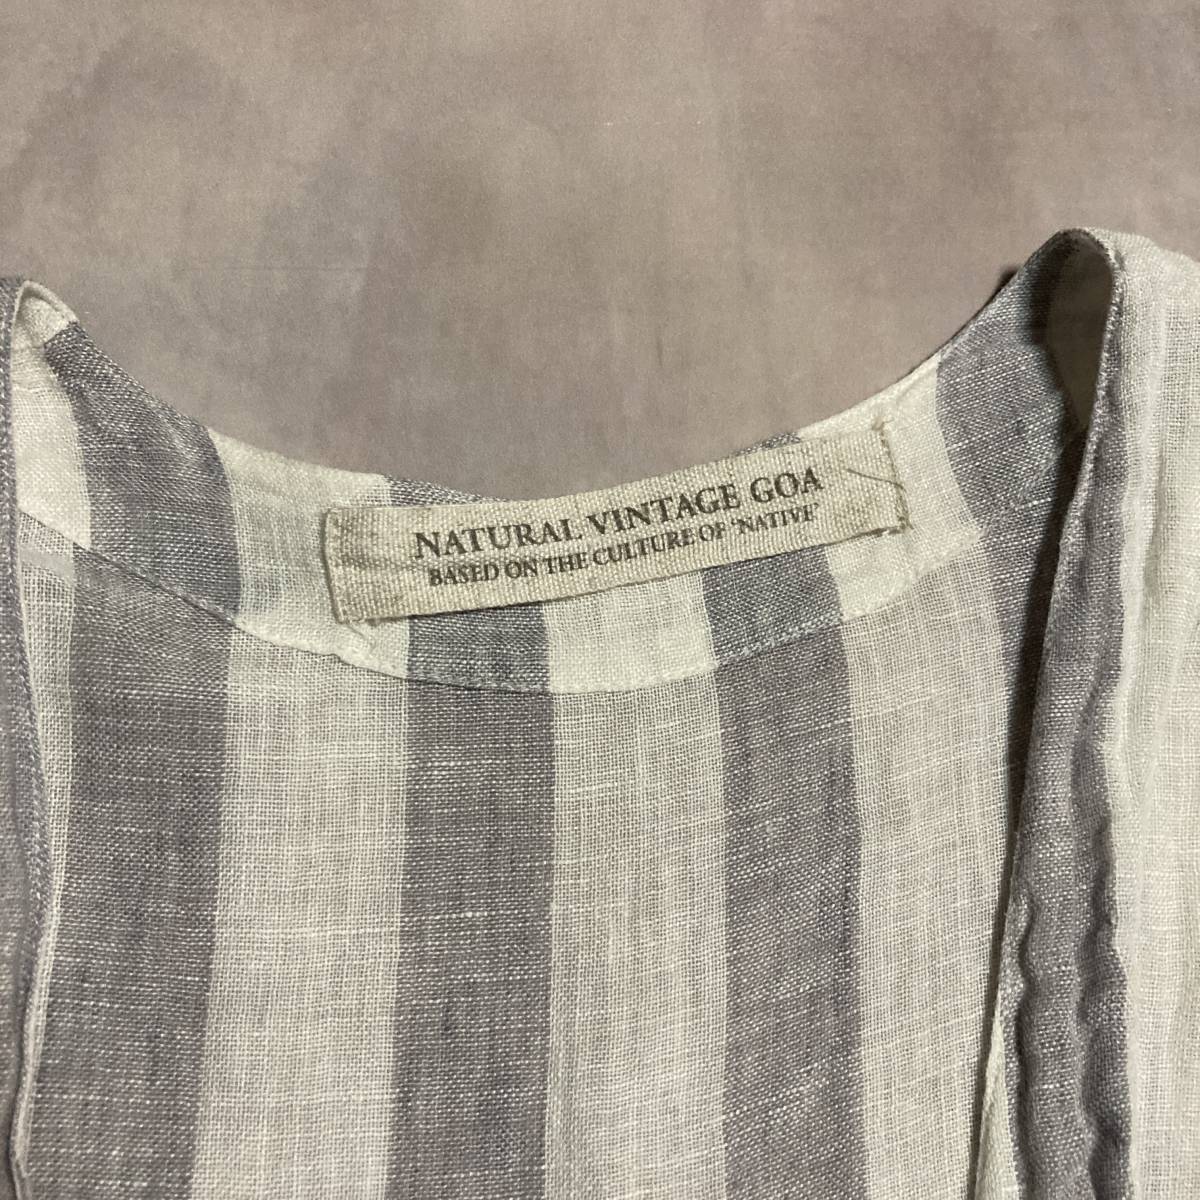 NATURAL VINTAGE GOA
BASED ON THE CULTURE OF "NATIVE"